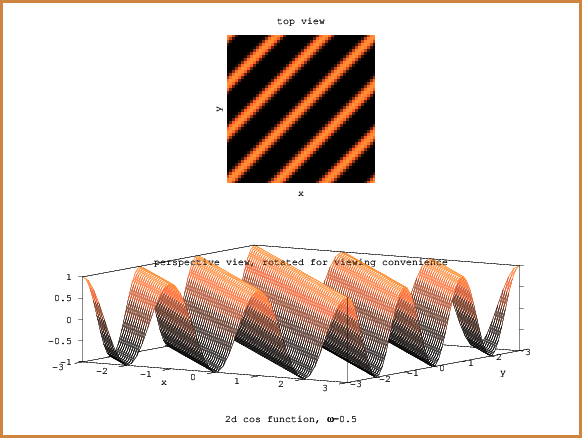 top view
y
x
perspective view, rotated for viewing convenience
1
0.5
0
-0.5
-1
-3
-2
-1
0
1
2
3
x
-3
-2
-1
0
1
2
3
y
2d cos function, ω=0.5